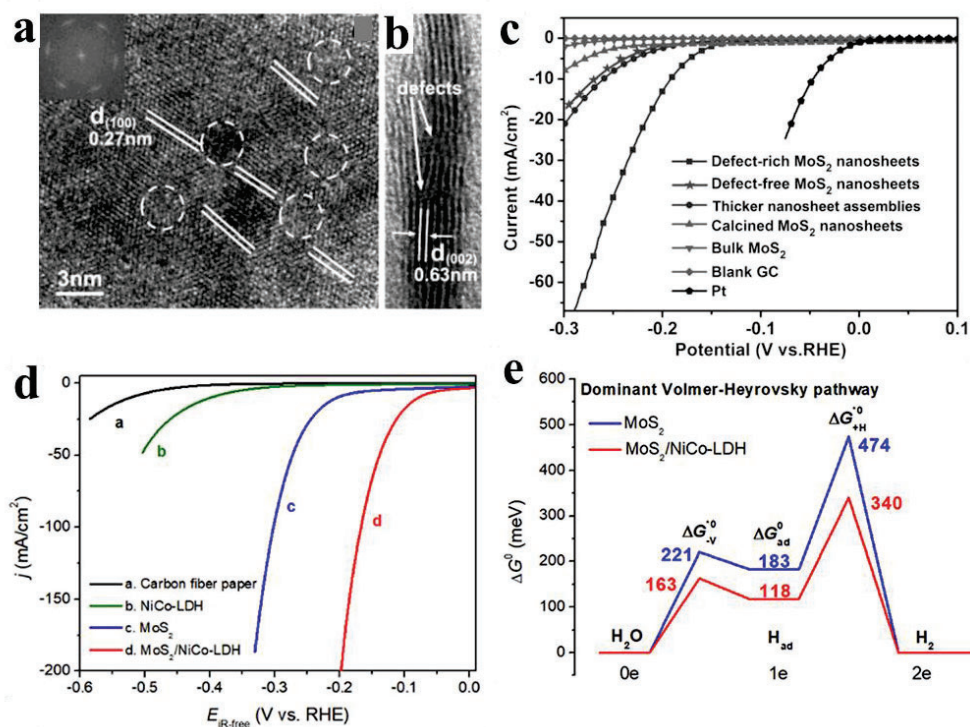 a
d(100)
0.27nm
3nm
b
defects
d(002)
0.63nm
c
0
-10
-20
-30
-40
-50
-60
Current (mA/cm²)
Defect-rich MoS₂ nanosheets
Defect-free MoS₂ nanosheets
Thicker nanosheet assemblies
Calcined MoS₂ nanosheets
Bulk MoS₂
Blank GC
Pt
-0.3 -0.2 -0.1 0.0 0.1
Potential (V vs.RHE)
d
0
-50
-100
-150
-200
j (mA/cm²)
a
b
c
d
a. Carbon fiber paper
b. NiCo-LDH
c. MoS₂
d. MoS₂/NiCo-LDH
-0.6 -0.5 -0.4 -0.3 -0.2 -0.1 0.0
E_iR-free (V vs. RHE)
e
600
500
400
300
200
100
0
ΔG⁰ (meV)
Dominant Volmer-Heyrovsky pathway
MoS₂
MoS₂/NiCo-LDH
ΔG*⁰₊H
474
340
ΔG*⁰₋V
ΔG⁰ad
221
183
163
118
H₂O
H_ad
H₂
0e 1e 2e